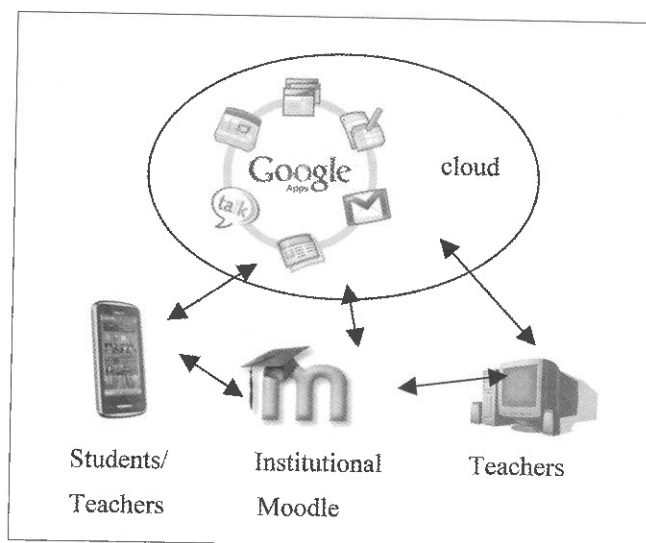 Google
Apps
cloud
talk
m
Students/
Teachers
Institutional
Moodle
Teachers